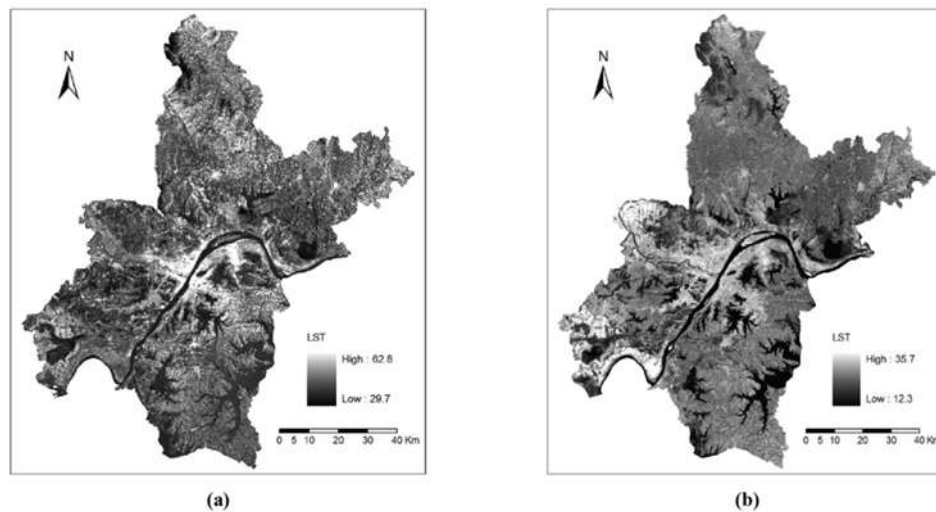 N
LST
High : 62.8
Low : 29.7
0 5 10 20 30 40 Km
(a)
N
LST
High : 35.7
Low : 12.3
0 5 10 20 30 40 Km
(b)